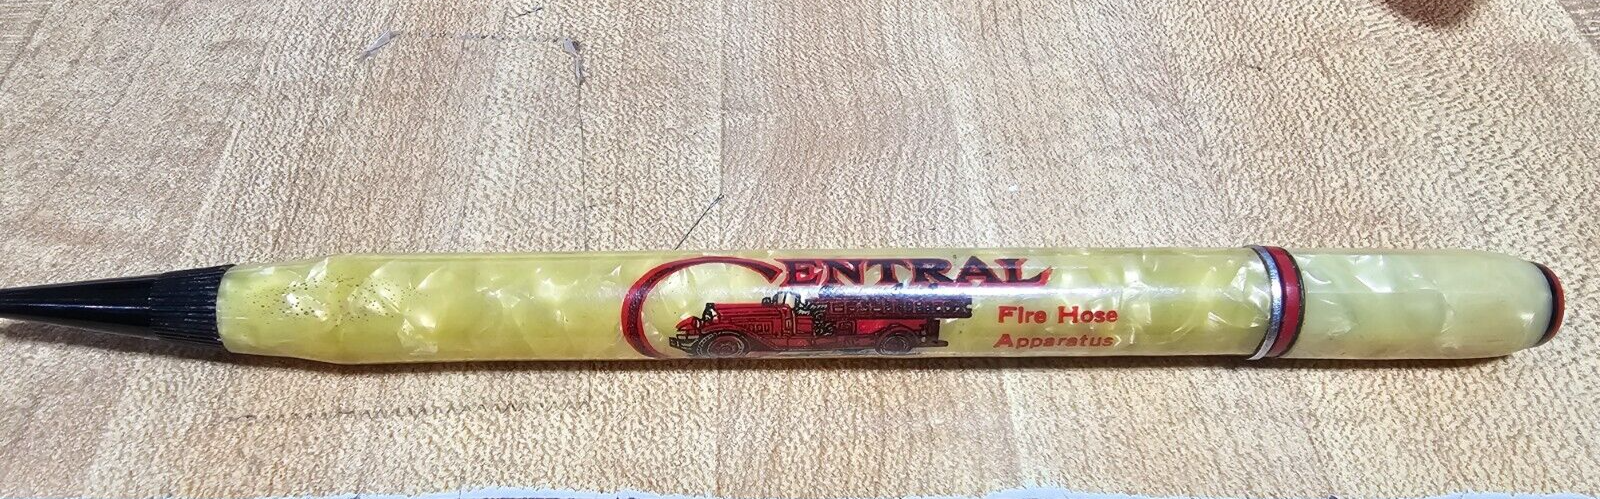 CENTRAL
Fire Hose
Apparatus